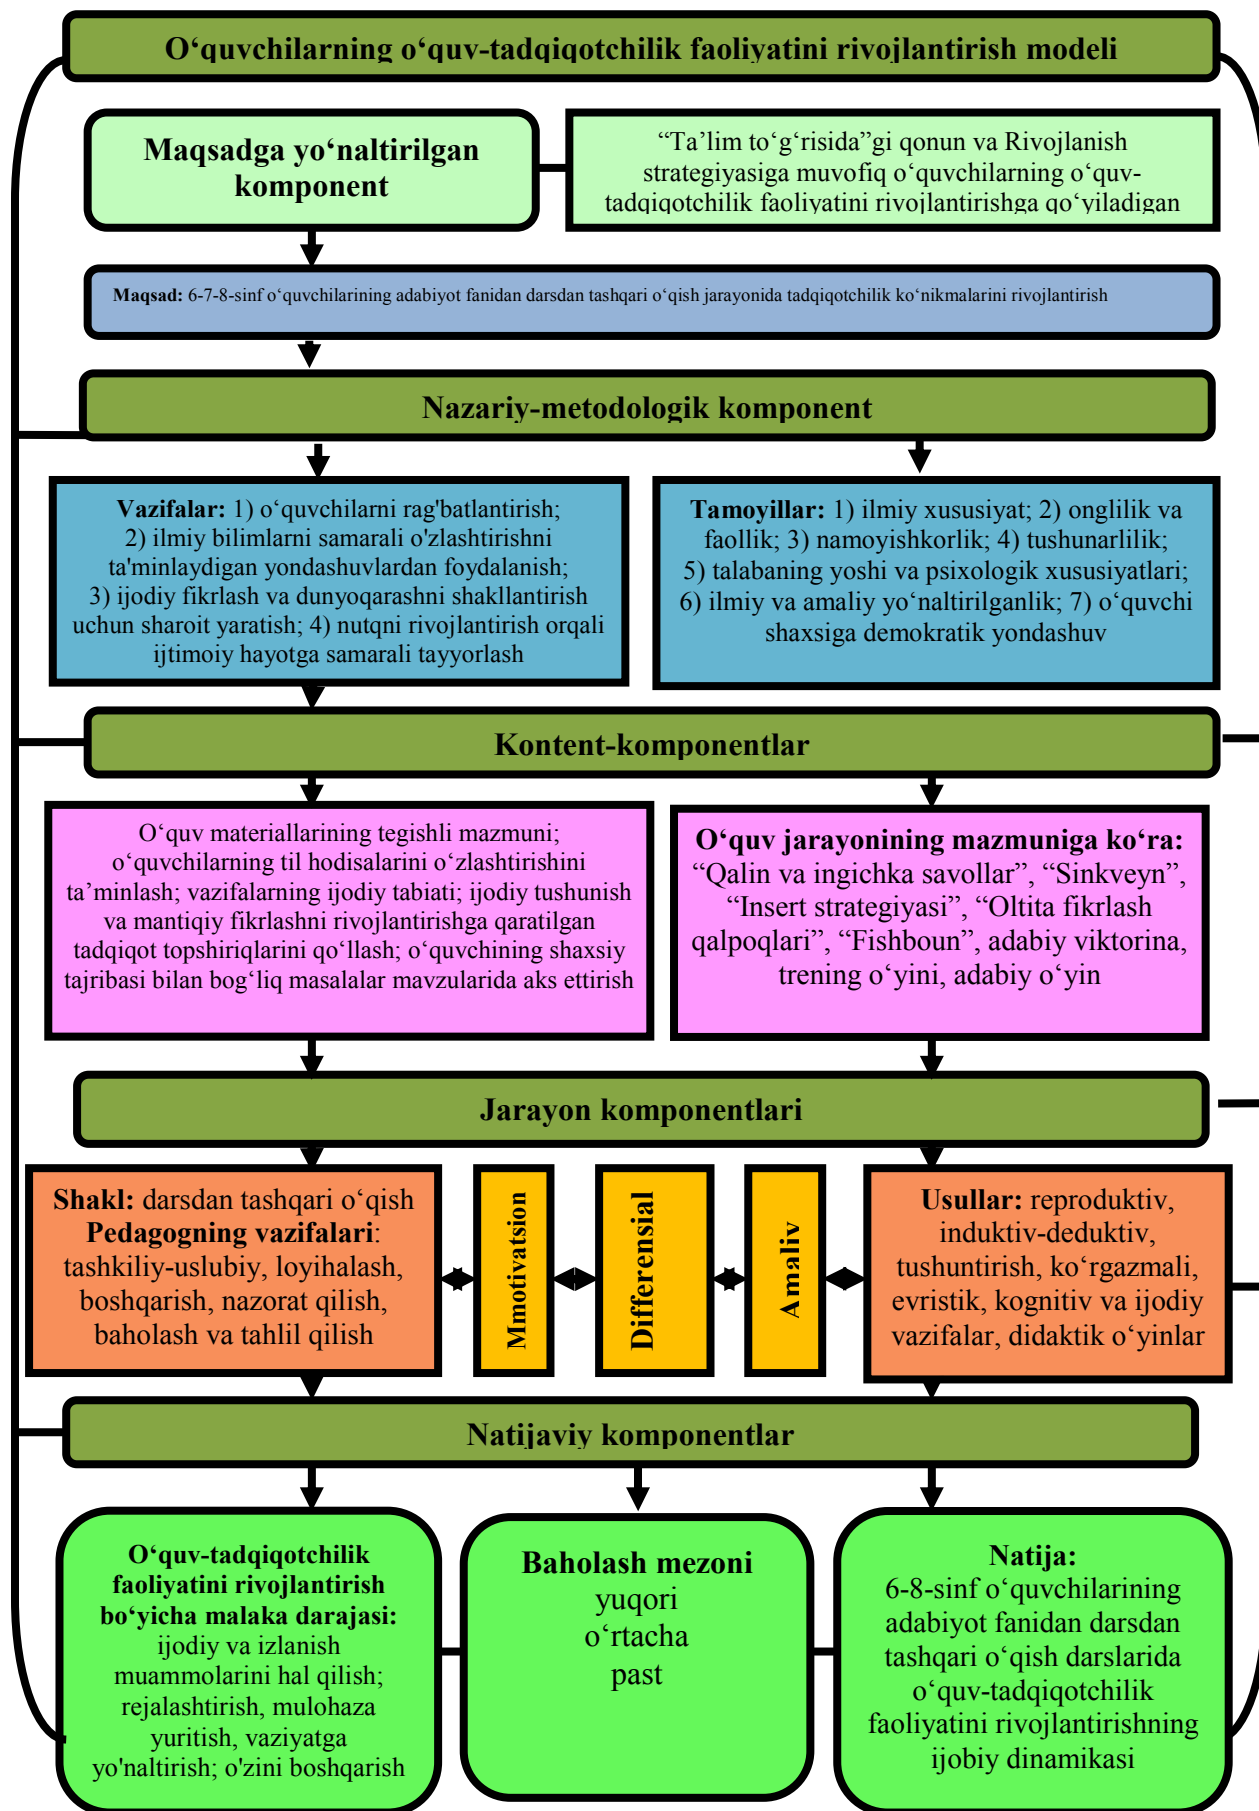 O‘quvchilarning o‘quv-tadqiqotchilik faoliyatini rivojlantirish modeli
Maqsadga yo‘naltirilgan
komponent
“Ta’lim to‘g‘risida”gi qonun va Rivojlanish
strategiyasiga muvofiq o‘quvchilarning o‘quv-
tadqiqotchilik faoliyatini rivojlantirishga qo‘yiladigan
Maqsad: 6-7-8-sinf o‘quvchilarining adabiyot fanidan darsdan tashqari o‘qish jarayonida tadqiqotchilik ko‘nikmalarini rivojlantirish
Nazariy-metodologik komponent
Vazifalar: 1) o‘quvchilarni rag'batlantirish;
2) ilmiy bilimlarni samarali o'zlashtirishni
ta'minlaydigan yondashuvlardan foydalanish;
3) ijodiy fikrlash va dunyoqarashni shakllantirish
uchun sharoit yaratish; 4) nutqni rivojlantirish orqali
ijtimoiy hayotga samarali tayyorlash
Tamoyillar: 1) ilmiy xususiyat; 2) onglilik va
faollik; 3) namoyishkorlik; 4) tushunarlilik;
5) talabaning yoshi va psixologik xususiyatlari;
6) ilmiy va amaliy yo‘naltirilganlik; 7) o‘quvchi
shaxsiga demokratik yondashuv
Kontent-komponentlar
O‘quv materiallarining tegishli mazmuni;
o‘quvchilarning til hodisalarini o‘zlashtirishini
ta’minlash; vazifalarning ijodiy tabiati; ijodiy tushunish
va mantiqiy fikrlashni rivojlantirishga qaratilgan
tadqiqot topshiriqlarini qo‘llash; o‘quvchining shaxsiy
tajribasi bilan bog‘liq masalalar mavzularida aks ettirish
O‘quv jarayonining mazmuniga ko‘ra:
“Qalin va ingichka savollar”, “Sinkveyn”,
“Insert strategiyasi”, “Oltita fikrlash
qalpoqlari”, “Fishboun”, adabiy viktorina,
trening o‘yini, adabiy o‘yin
Jarayon komponentlari
Shakl: darsdan tashqari o‘qish
Pedagogning vazifalari:
tashkiliy-uslubiy, loyihalash,
boshqarish, nazorat qilish,
baholash va tahlil qilish
Mmotivatsion
Differensial
Amaliy
Usullar: reproduktiv,
induktiv-deduktiv,
tushuntirish, ko‘rgazmali,
evristik, kognitiv va ijodiy
vazifalar, didaktik o‘yinlar
Natijaviy komponentlar
O‘quv-tadqiqotchilik
faoliyatini rivojlantirish
bo‘yicha malaka darajasi:
ijodiy va izlanish
muammolarini hal qilish;
rejalashtirish, mulohaza
yuritish, vaziyatga
yo'naltirish; o'zini boshqarish
Baholash mezoni
yuqori
o‘rtacha
past
Natija:
6-8-sinf o‘quvchilarining
adabiyot fanidan darsdan
tashqari o‘qish darslarida
o‘quv-tadqiqotchilik
faoliyatini rivojlantirishning
ijobiy dinamikasi